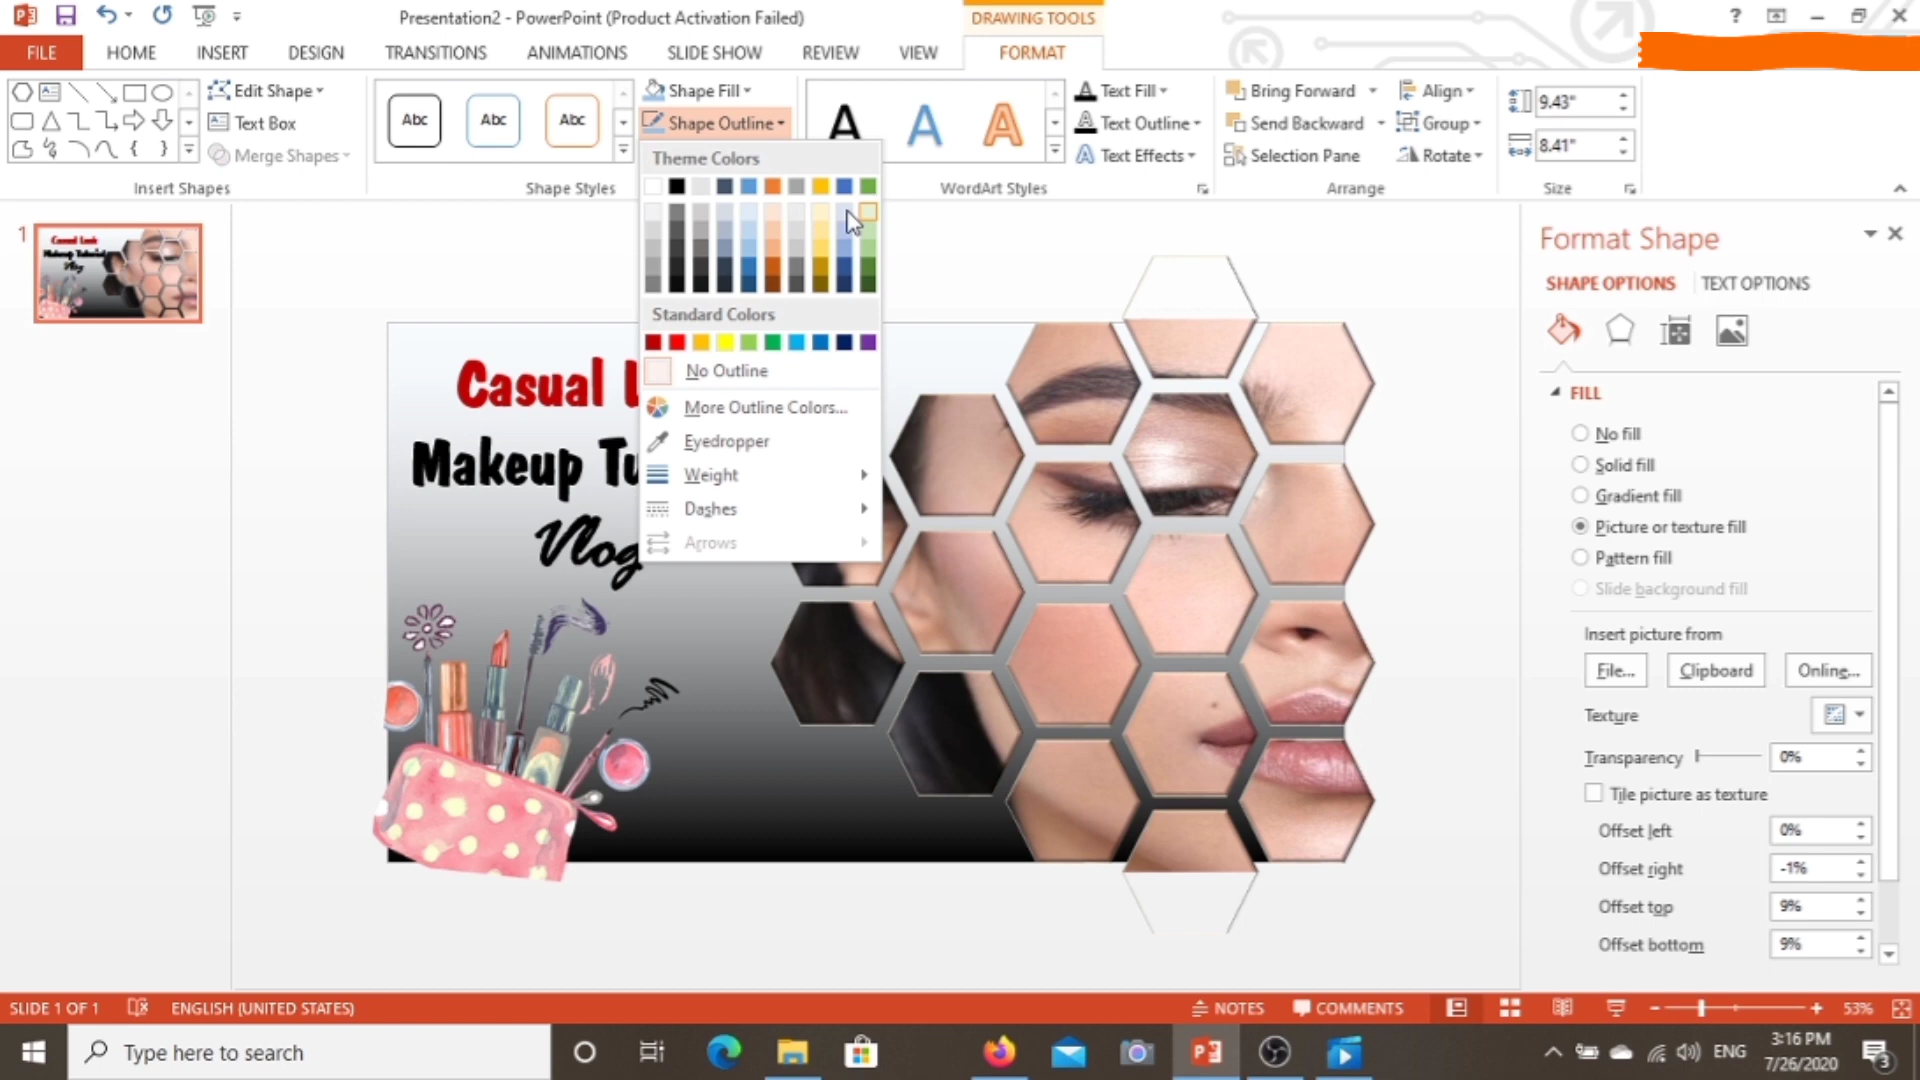 Presentation2 - PowerPoint (Product Activation Failed)
DRAWING TOOLS
?
FILE
HOME
INSERT
DESIGN
TRANSITIONS
ANIMATIONS
SLIDE SHOW
REVIEW
VIEW
FORMAT
Edit Shape
Text Box
Merge Shapes
Insert Shapes
Abc
Abc
Abc
Shape Styles
Shape Fill
Shape Outline
A
A
A
WordArt Styles
Text Fill
Text Outline
Text Effects
Bring Forward
Send Backward
Selection Pane
Align
Group
Rotate
Arrange
9.43"
8.41"
Size
Theme Colors
Standard Colors
No Outline
More Outline Colors...
Eyedropper
Weight
Dashes
Arrows
1
Casual Look
Makeup Tutorial
Vlog
Casual L
Makeup Tu
Vlog
Format Shape
SHAPE OPTIONS
TEXT OPTIONS
FILL
No fill
Solid fill
Gradient fill
Picture or texture fill
Pattern fill
Slide background fill
Insert picture from
File...
Clipboard
Online...
Texture
Transparency
0%
Tile picture as texture
Offset left
0%
Offset right
-1%
Offset top
9%
Offset bottom
9%
SLIDE 1 OF 1
ENGLISH (UNITED STATES)
NOTES
COMMENTS
53%
Type here to search
ENG
3:16 PM
7/26/2020
3